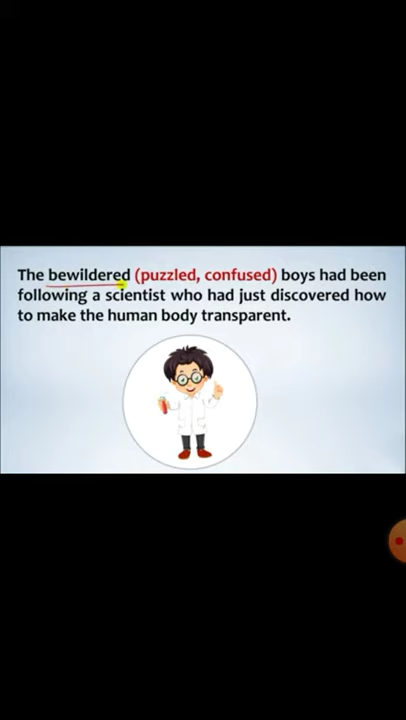 The bewildered (puzzled, confused) boys had been
following a scientist who had just discovered how
to make the human body transparent.